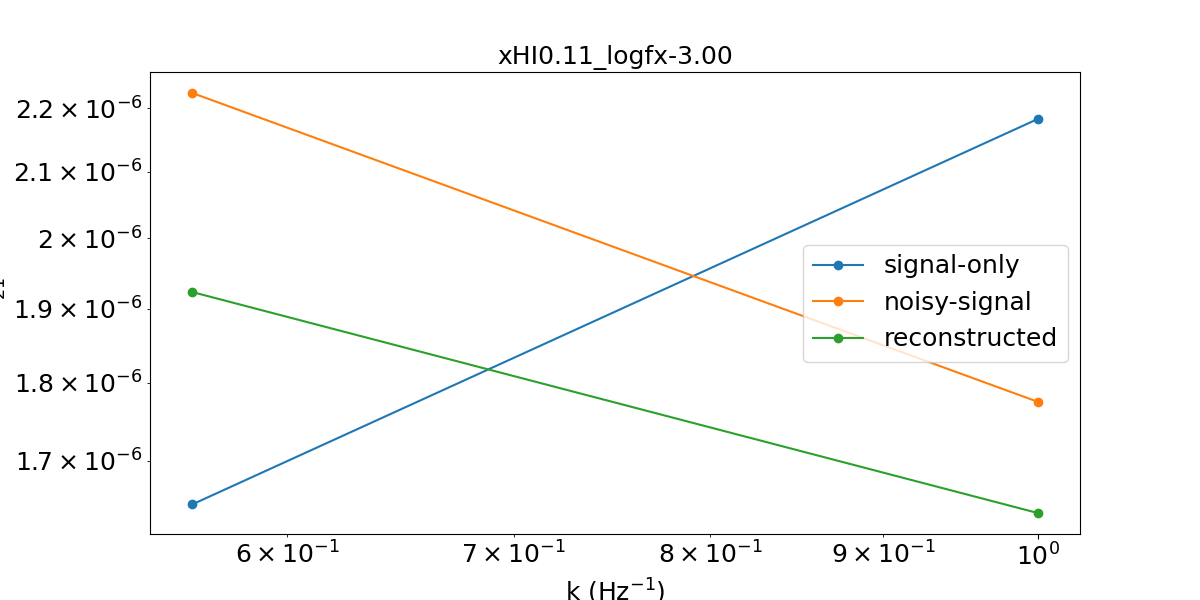 xHI0.11_logfx-3.00
2.2 × 10⁻⁶
2.1 × 10⁻⁶
2 × 10⁻⁶
1.9 × 10⁻⁶
1.8 × 10⁻⁶
1.7 × 10⁻⁶
signal-only
noisy-signal
reconstructed
6 × 10⁻¹ 7 × 10⁻¹ 8 × 10⁻¹ 9 × 10⁻¹ 10⁰
k (Hz⁻¹)